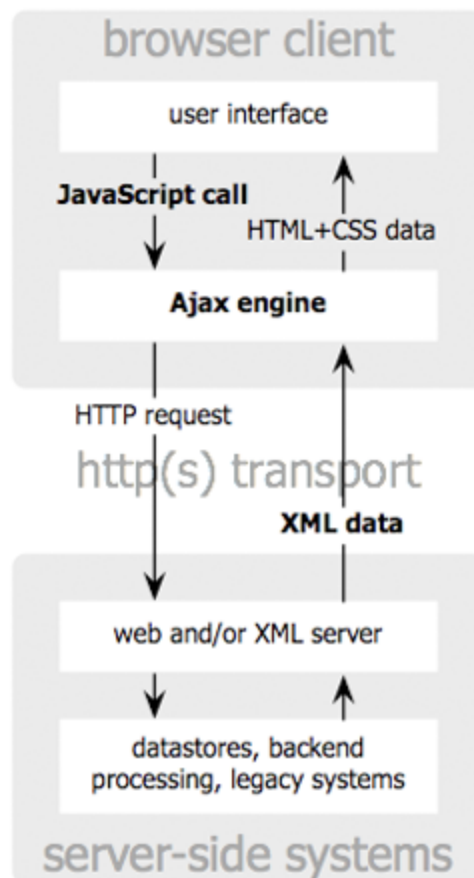 browser client
user interface
JavaScript call
HTML+CSS data
Ajax engine
HTTP request
http(s) transport
XML data
web and/or XML server
datastores, backend
processing, legacy systems
server-side systems